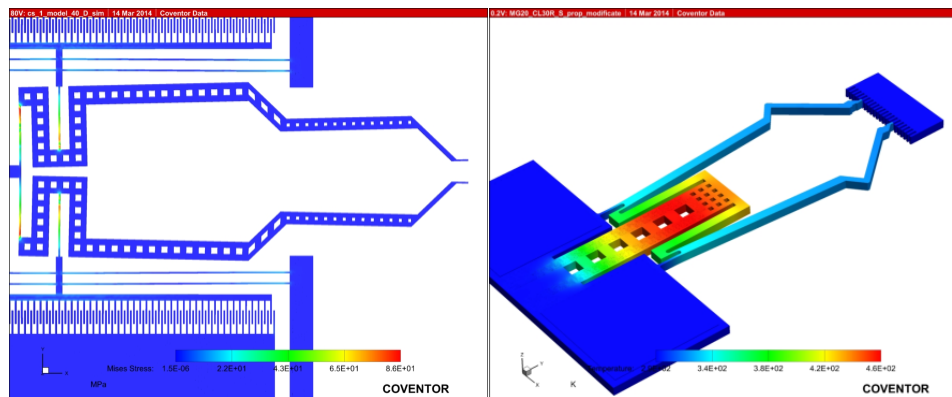 80V: cs_1_model_40_D_sim | 14 Mar 2014 | Coventor Data
0.2V: MG20_CL30R_S_prop_modificate | 14 Mar 2014 | Coventor Data
Mises Stress: 1.5E-06 2.2E+01 4.3E+01 6.5E+01 8.6E+01
MPa
COVENTOR
3.4E+02 3.8E+02 4.2E+02 4.6E+02
K
COVENTOR